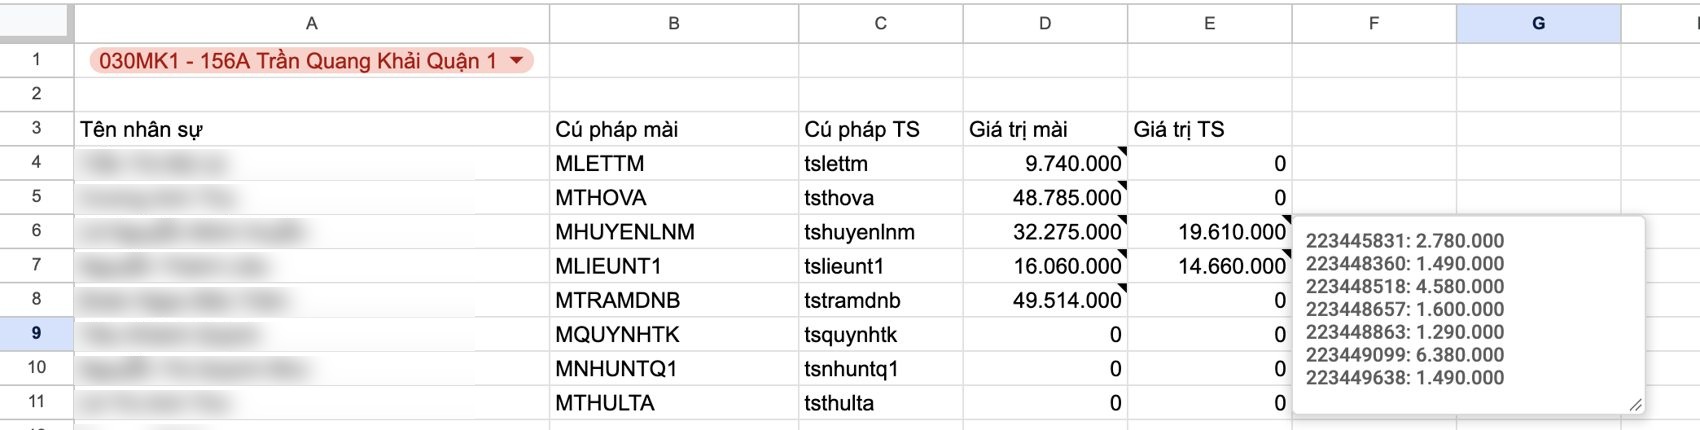 A B C D E F G
1 030MK1 - 156A Trần Quang Khải Quận 1
2
3 Tên nhân sự Cú pháp mài Cú pháp TS Giá trị mài Giá trị TS
4 MLETTM tslettm 9.740.000 0
5 MTHOVA tsthova 48.785.000 0
6 MHUYENLNM tshuyenlnm 32.275.000 19.610.000
7 MLIEUNT1 tslieunt1 16.060.000 14.660.000
8 MTRAMDNB tstramdnb 49.514.000 0
9 MQUYNHTK tsquynhtk 0 0
10 MNHUNTQ1 tsnhuntq1 0 0
11 MTHULTA tsthulta 0 0
223445831: 2.780.000
223448360: 1.490.000
223448518: 4.580.000
223448657: 1.600.000
223448863: 1.290.000
223449099: 6.380.000
223449638: 1.490.000